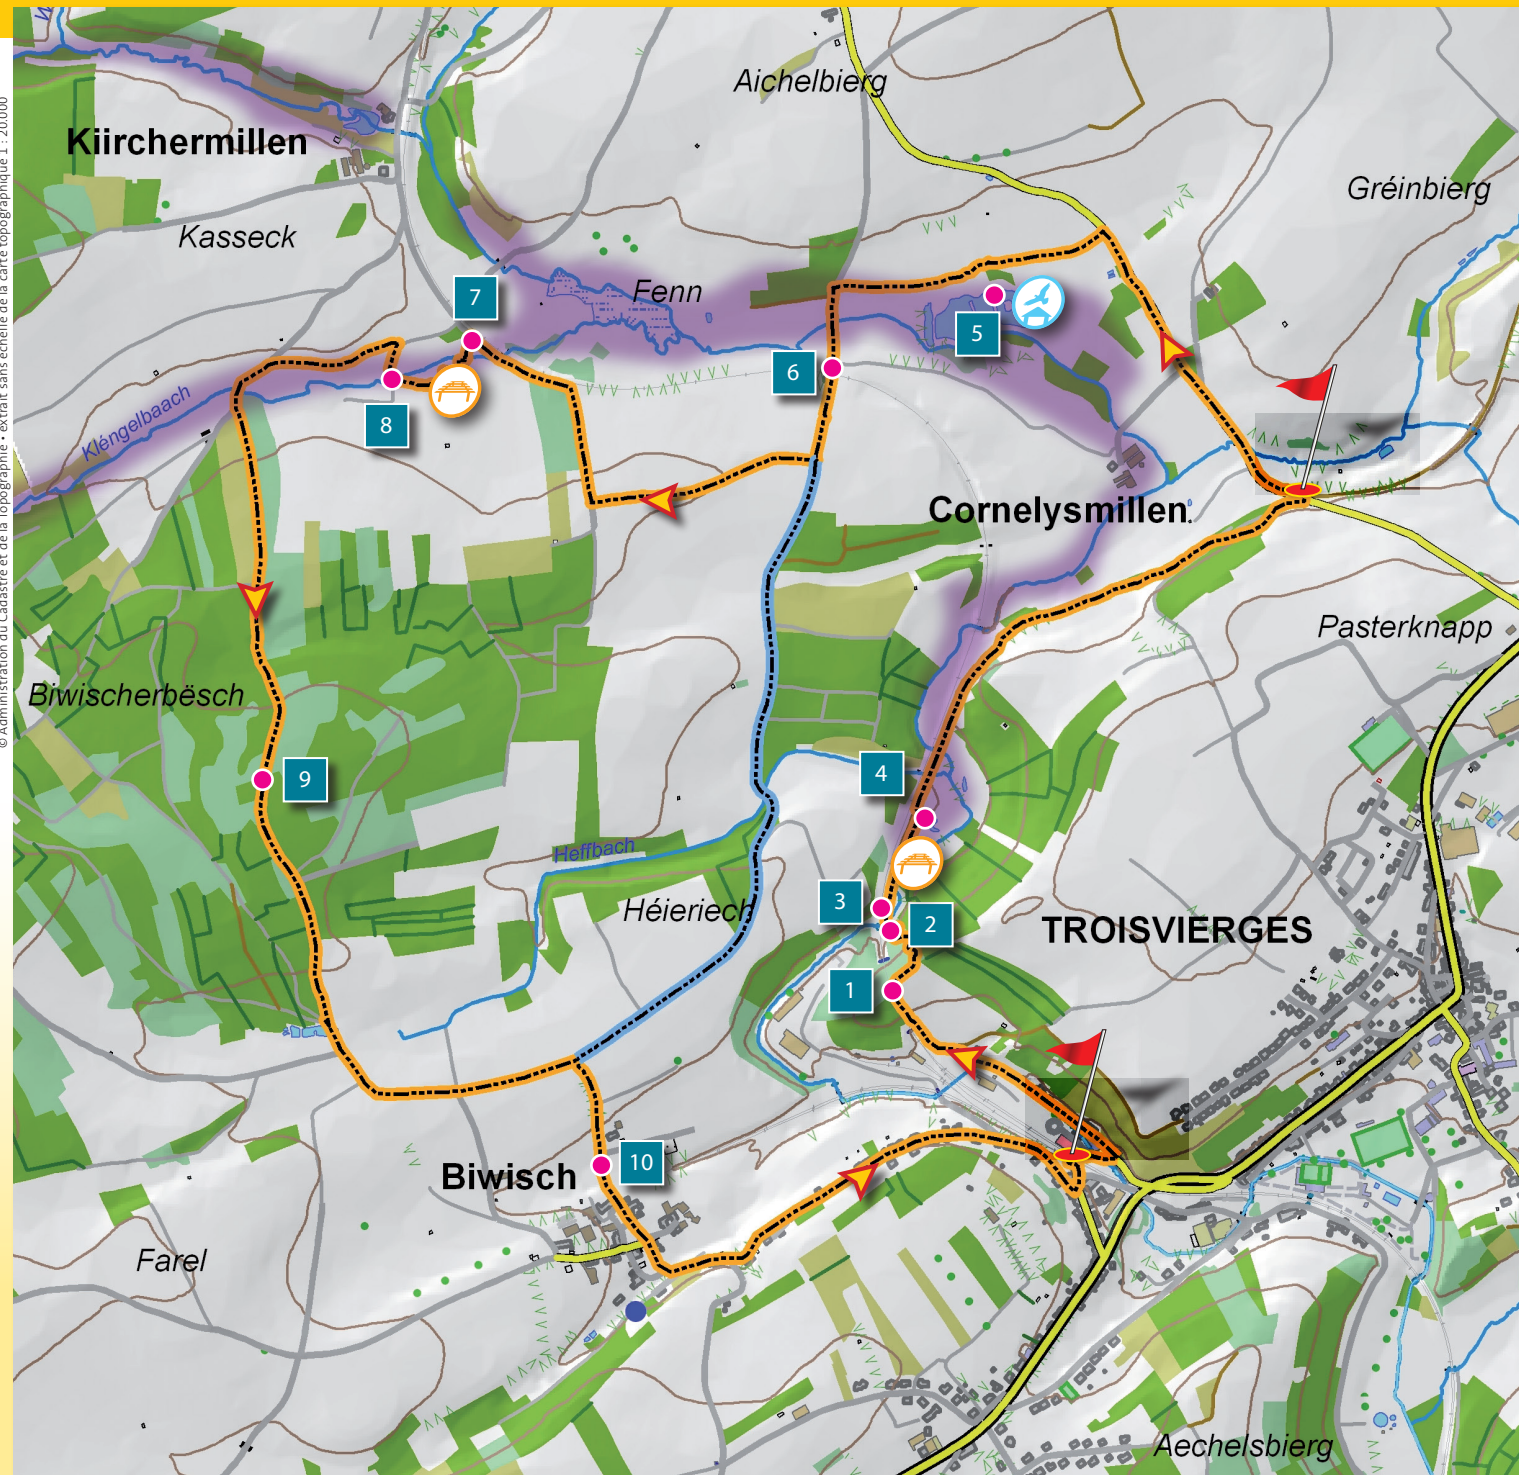 © Administration du Cadastre et de la Topographie • extrait sans échelle de la carte topographique 1 : 20.000
Aichelbierg
Kiirchermillen
Gréinbierg
Kasseck
Fenn
7
5
6
Kléngelbaach
8
Cornelysmillen
Pasterknapp
Biwischerbësch
9
4
Heffbach
Héieriech
3
2
TROISVIERGES
1
Biwisch
10
Farel
Aechelsbierg